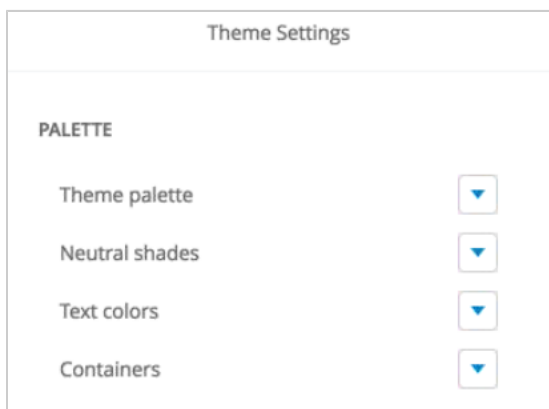 Theme Settings
PALETTE
Theme palette
Neutral shades
Text colors
Containers